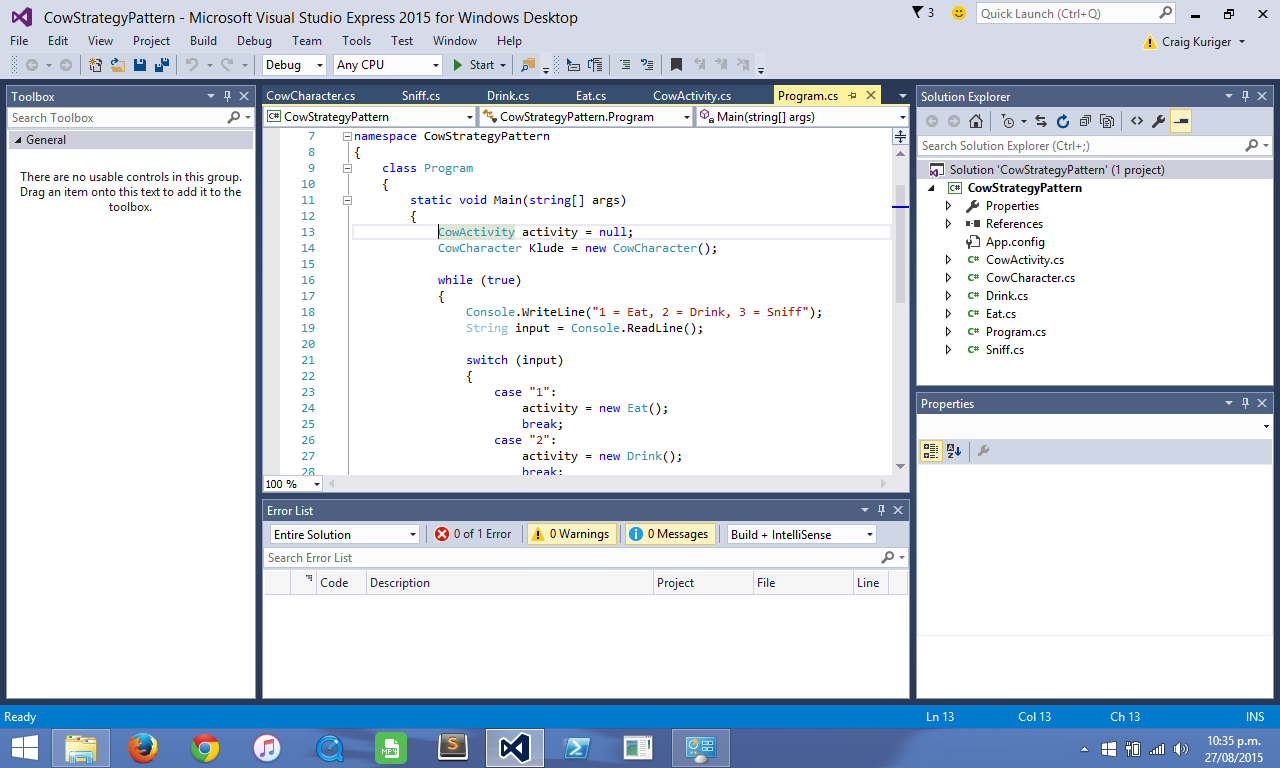 CowStrategyPattern - Microsoft Visual Studio Express 2015 for Windows Desktop
3
Quick Launch (Ctrl+Q)
File Edit View Project Build Debug Team Tools Test Window Help
Craig Kuriger
Debug Any CPU Start
Toolbox
Search Toolbox
General
There are no usable controls in this group.
Drag an item onto this text to add it to the
toolbox.
CowCharacter.cs Sniff.cs Drink.cs Eat.cs CowActivity.cs Program.cs
CowStrategyPattern CowStrategyPattern.Program Main(string[] args)
7 namespace CowStrategyPattern
8 {
9 class Program
10 {
11 static void Main(string[] args)
12 {
13 CowActivity activity = null;
14 CowCharacter Klude = new CowCharacter();
15
16 while (true)
17 {
18 Console.WriteLine("1 = Eat, 2 = Drink, 3 = Sniff");
19 String input = Console.ReadLine();
20
21 switch (input)
22 {
23 case "1":
24 activity = new Eat();
25 break;
26 case "2":
27 activity = new Drink();
28 break;
100 %
Error List
Entire Solution 0 of 1 Error 0 Warnings 0 Messages Build + IntelliSense
Search Error List
Code Description Project File Line
Solution Explorer
Search Solution Explorer (Ctrl+;)
Solution 'CowStrategyPattern' (1 project)
C# CowStrategyPattern
Properties
References
App.config
C# CowActivity.cs
C# CowCharacter.cs
C# Drink.cs
C# Eat.cs
C# Program.cs
C# Sniff.cs
Properties
Ready Ln 13 Col 13 Ch 13 INS
MP3
10:35 p.m.
27/08/2015